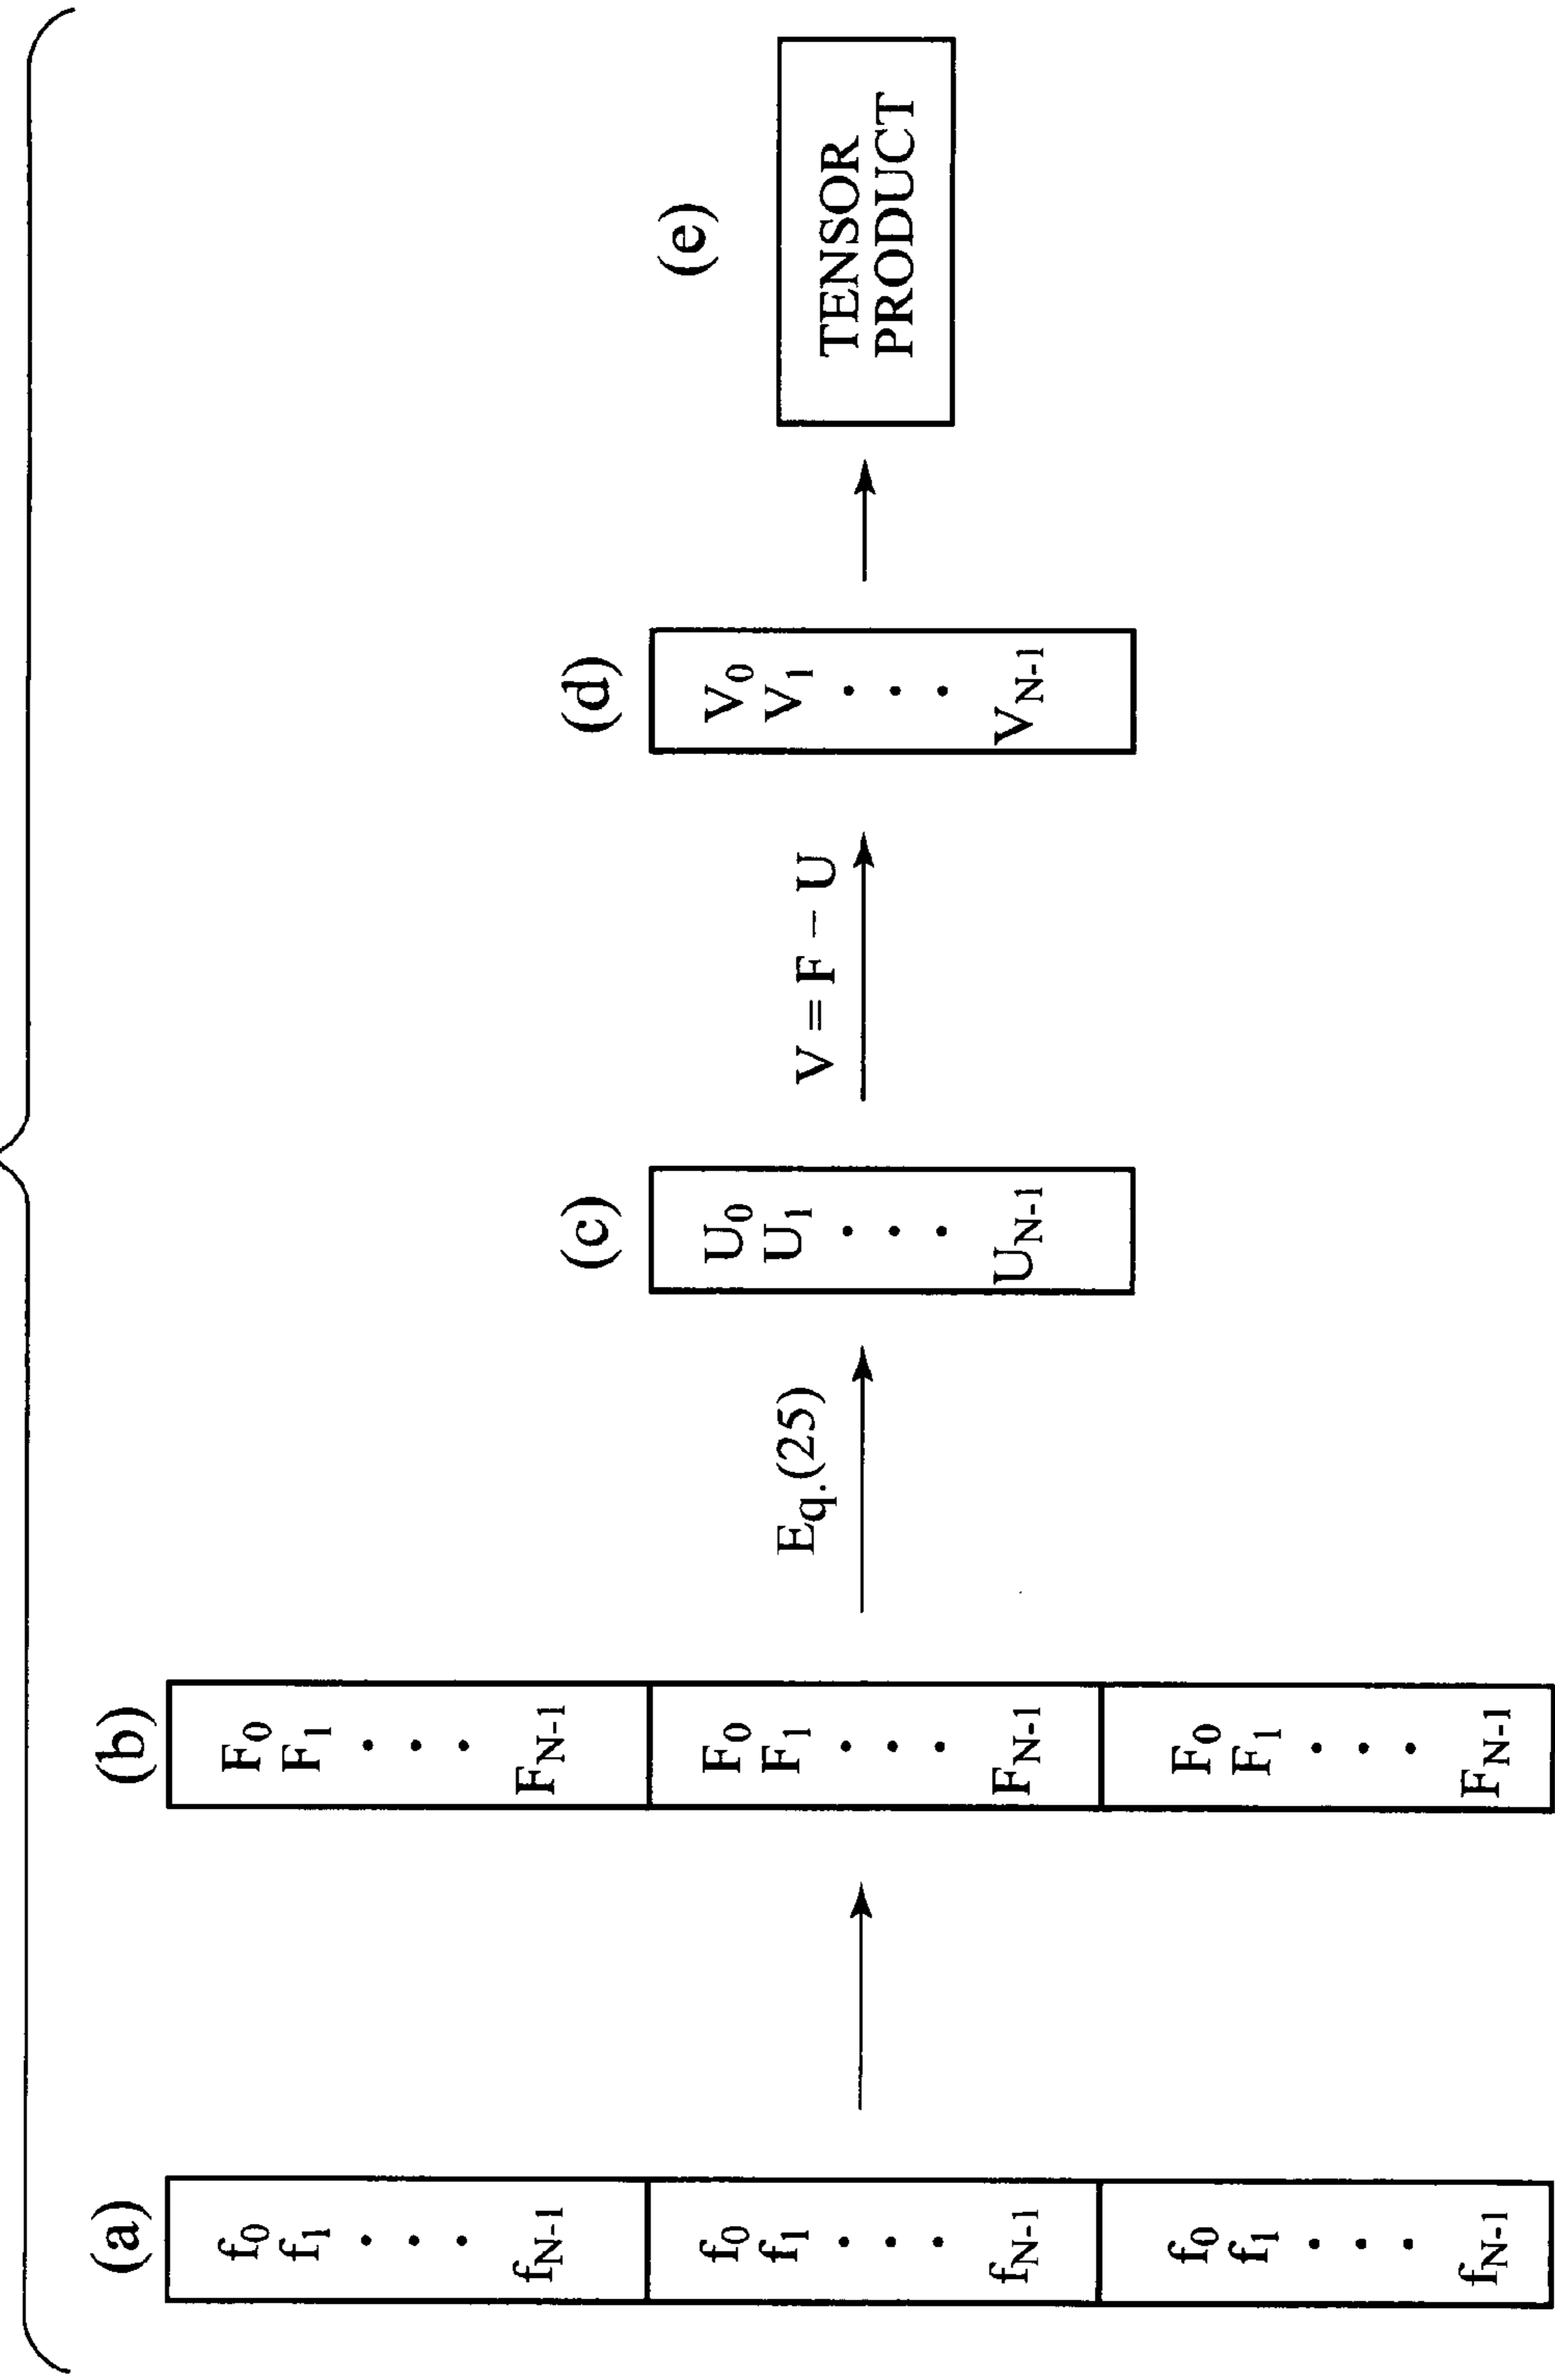 (a)
f0
f1
fN-1
f0
f1
fN-1
f0
f1
fN-1
(b)
F0
F1
FN-1
F0
F1
FN-1
F0
F1
FN-1
Eq.(25)
(c)
U0
U1
UN-1
V = F − U
(d)
V0
V1
VN-1
(e)
TENSOR
PRODUCT